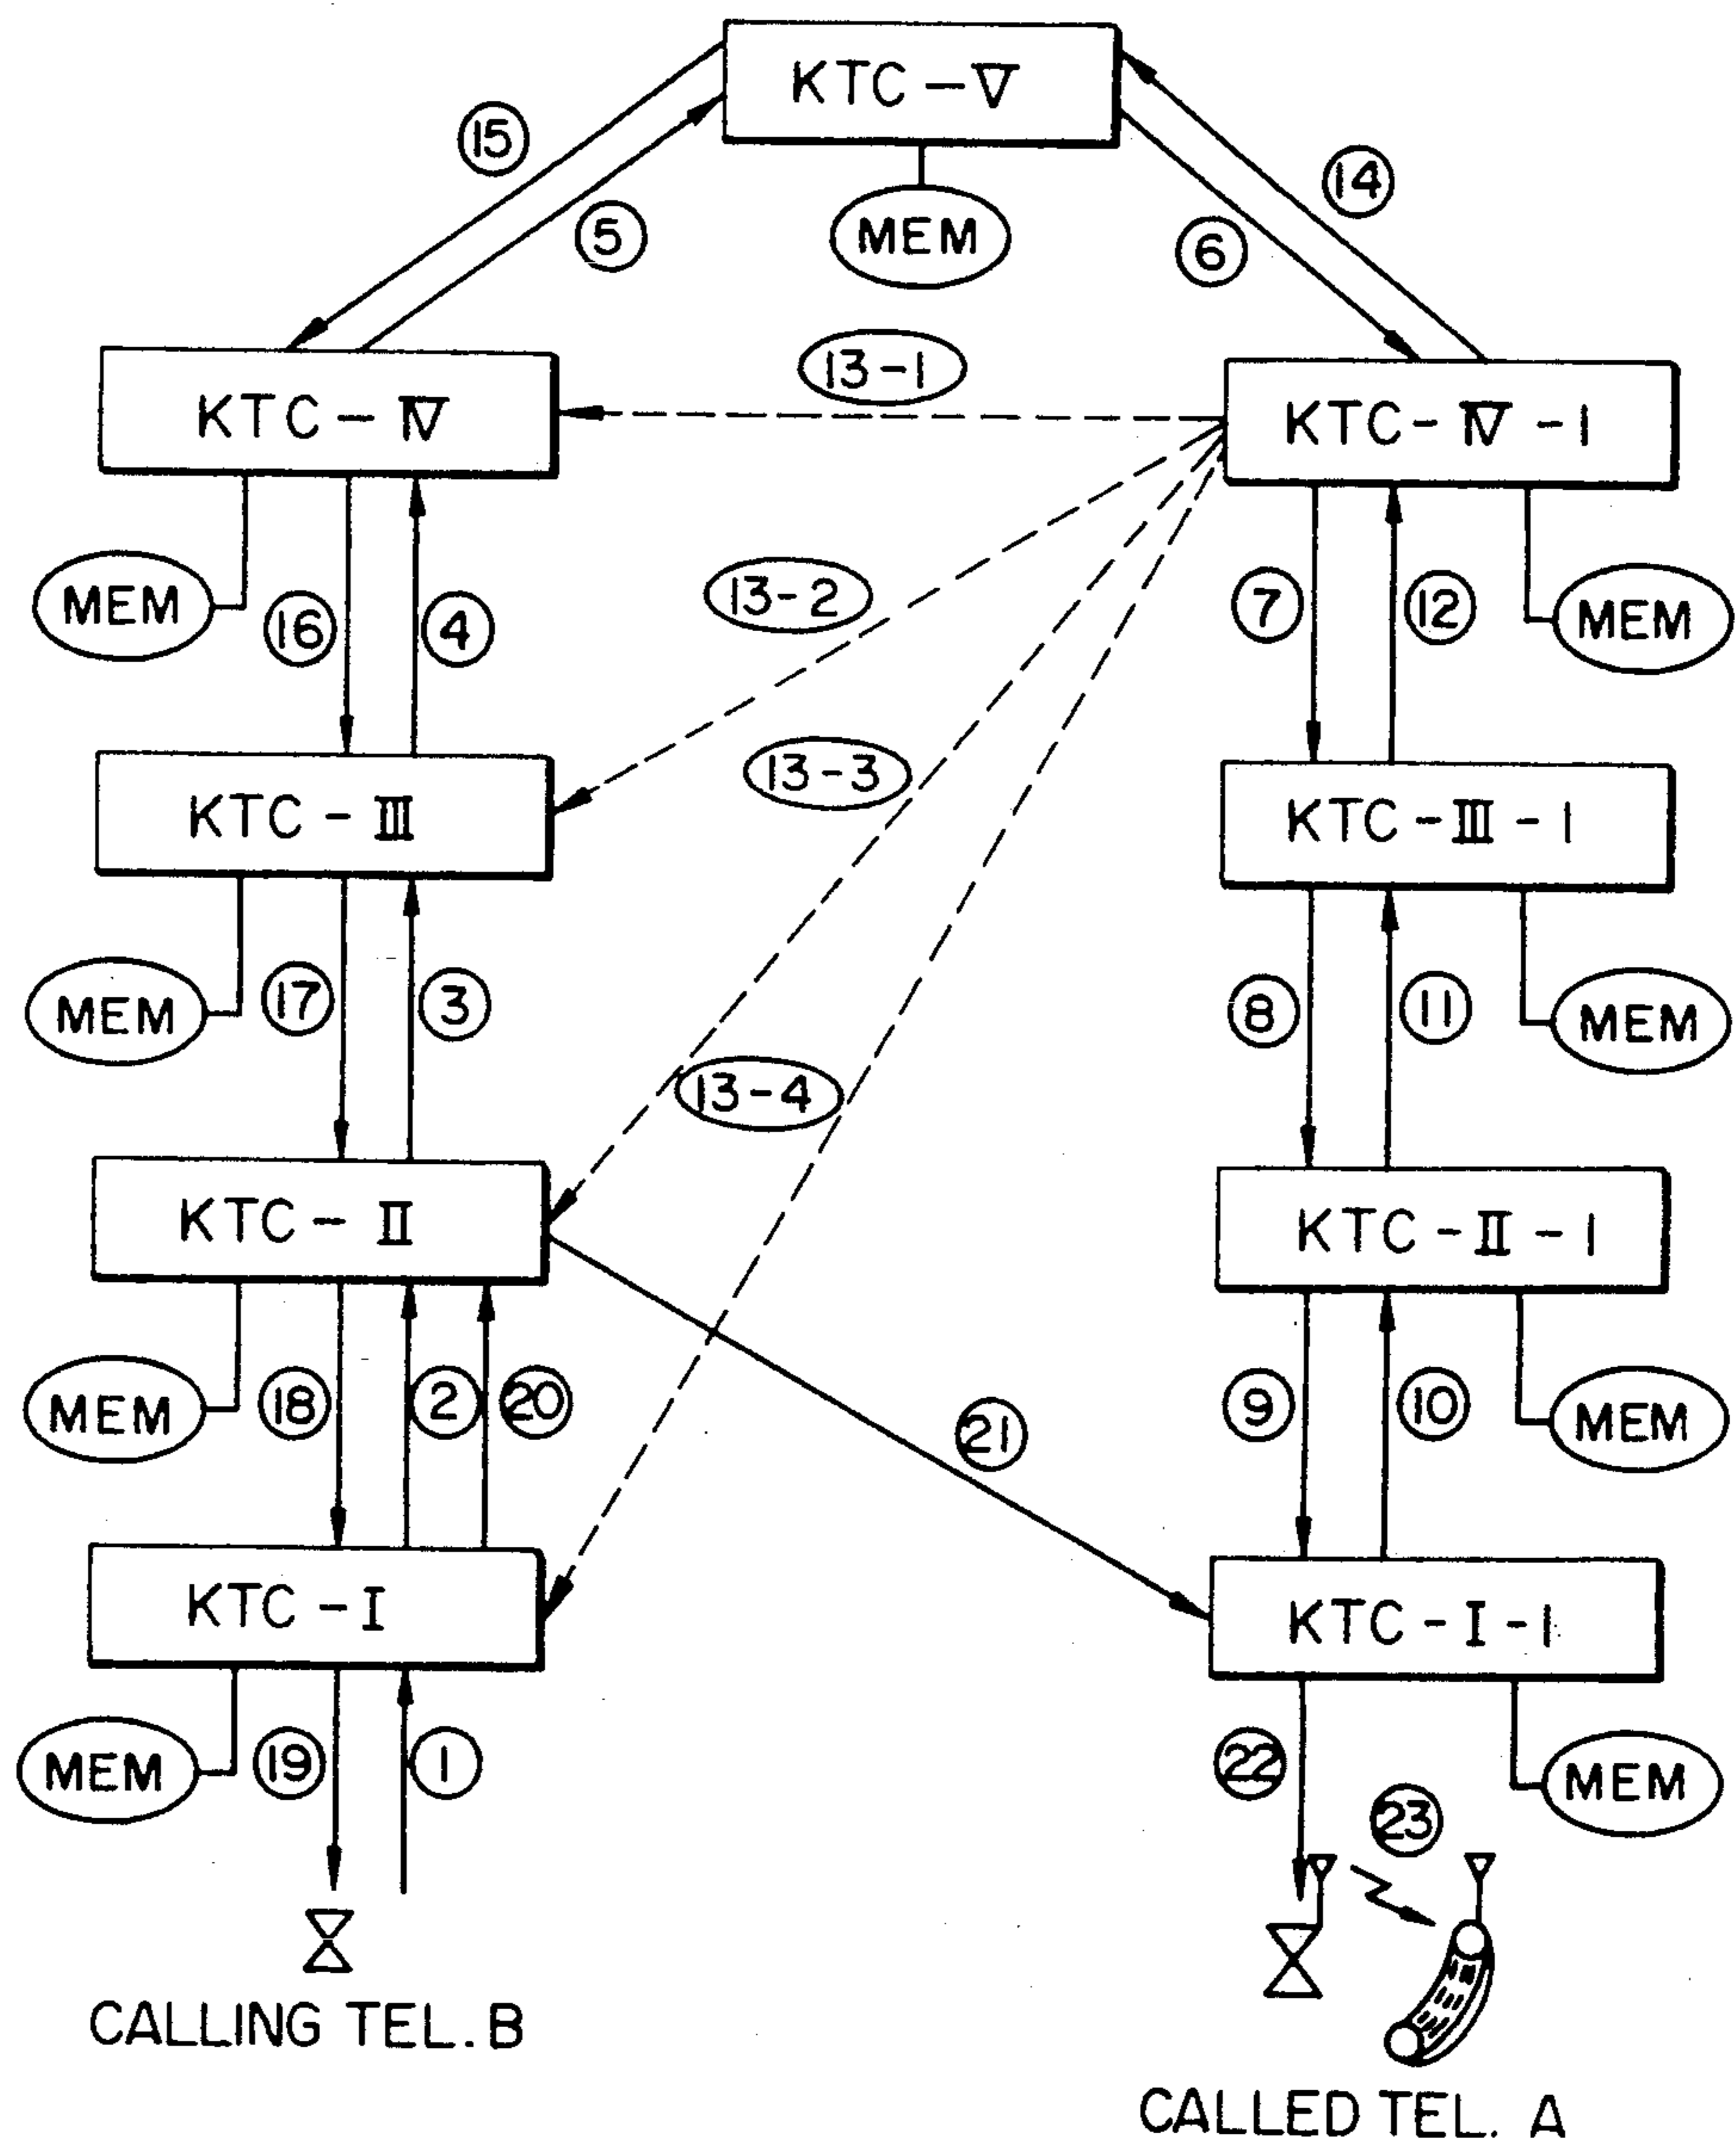 KTC-V
15
5
MEM
6
14
KTC-IV
13-1
KTC-IV-1
MEM
16
4
13-2
7
12
MEM
KTC-III
13-3
KTC-III-1
MEM
17
3
13-4
8
11
MEM
KTC-II
KTC-II-1
MEM
18
2
20
21
9
10
MEM
KTC-I
KTC-I-1
MEM
19
1
22
23
MEM
CALLING TEL. B
CALLED TEL. A